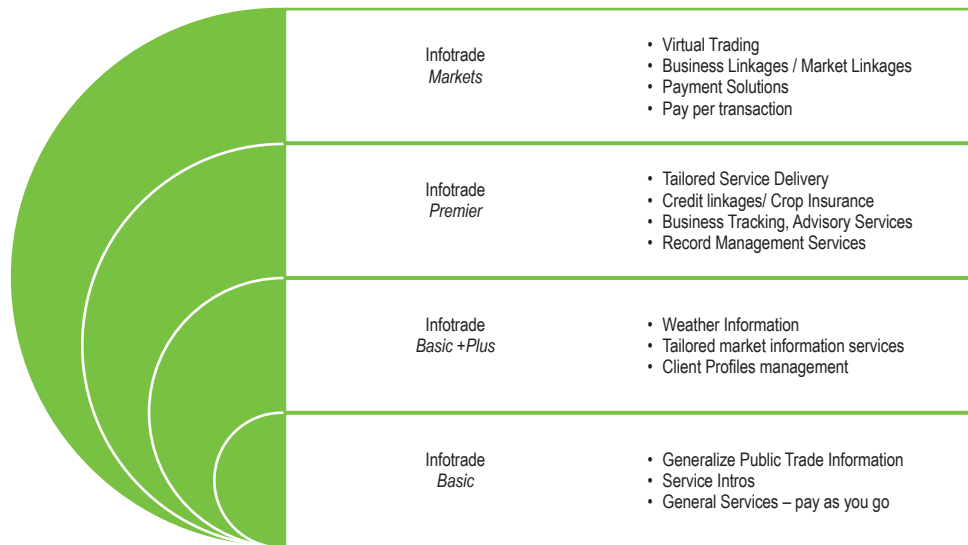 Infotrade
Markets
• Virtual Trading
• Business Linkages / Market Linkages
• Payment Solutions
• Pay per transaction
Infotrade
Premier
• Tailored Service Delivery
• Credit linkages/ Crop Insurance
• Business Tracking, Advisory Services
• Record Management Services
Infotrade
Basic +Plus
• Weather Information
• Tailored market information services
• Client Profiles management
Infotrade
Basic
• Generalize Public Trade Information
• Service Intros
• General Services – pay as you go